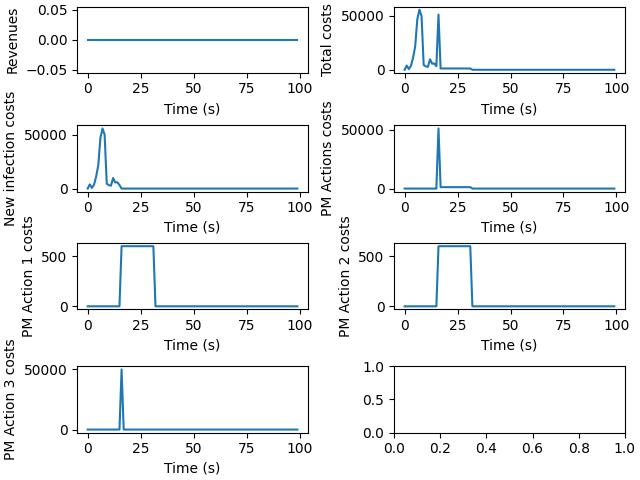 Revenues
0.05
0.00
−0.05
0 25 50 75 100
Time (s)
Total costs
50000
0
0 25 50 75 100
Time (s)
New infection costs
50000
0
0 25 50 75 100
Time (s)
PM Actions costs
50000
0
0 25 50 75 100
Time (s)
PM Action 1 costs
500
0
0 25 50 75 100
Time (s)
PM Action 2 costs
500
0
0 25 50 75 100
Time (s)
PM Action 3 costs
50000
0
0 25 50 75 100
Time (s)
1.0
0.5
0.0
0.0 0.2 0.4 0.6 0.8 1.0